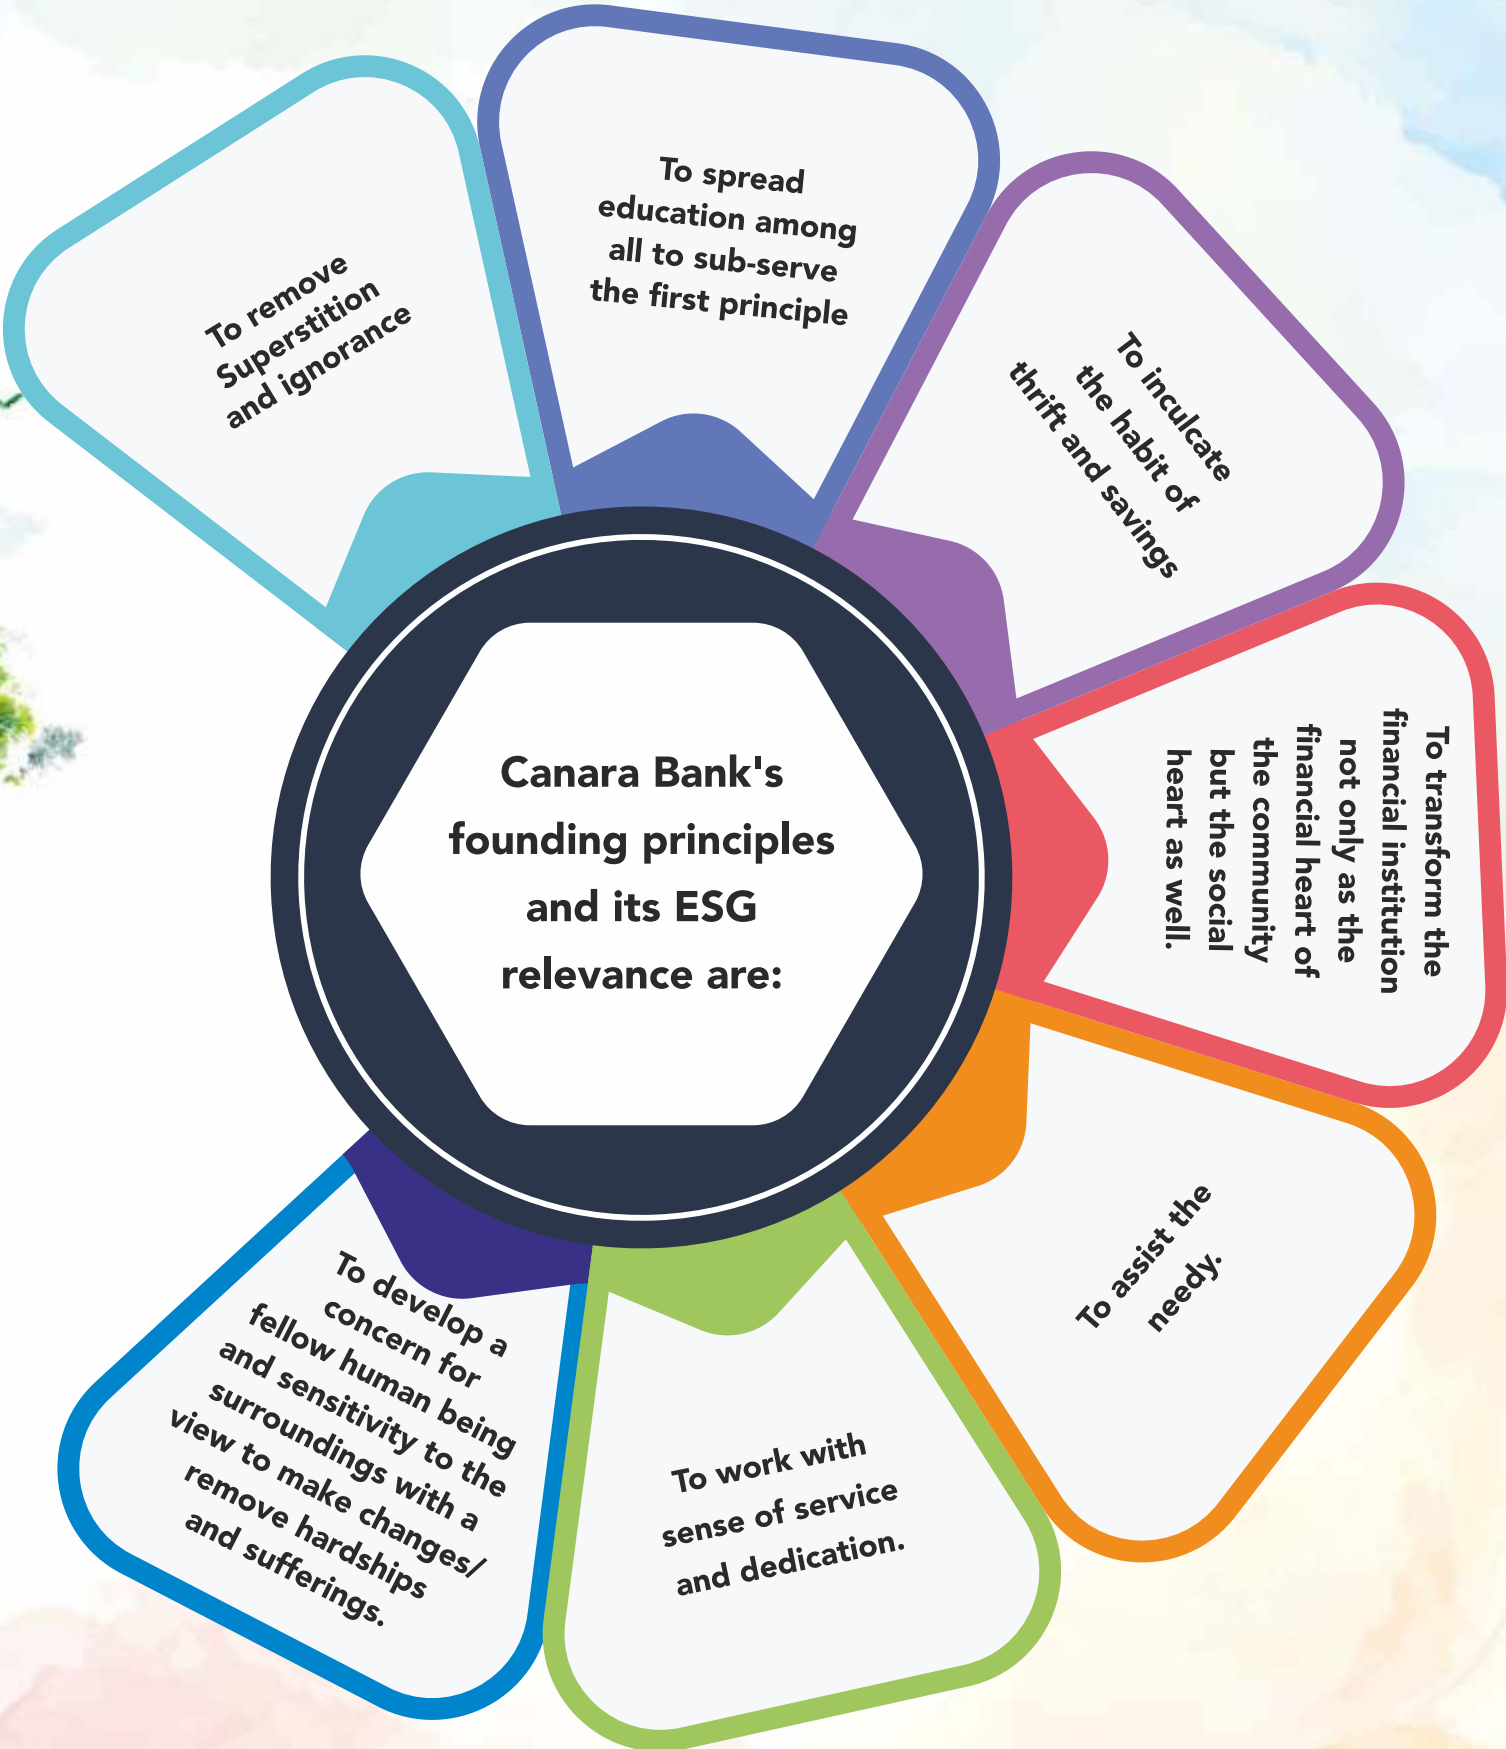 To remove
Superstition
and ignorance
To spread
education among
all to sub-serve
the first principle
To inculcate
the habit of
thrift and savings
To transform the
financial institution
not only as the
financial heart of
the community
but the social
heart as well.
To assist the
needy.
To work with
sense of service
and dedication.
To develop a
concern for
fellow human being
and sensitivity to the
surroundings with a
view to make changes/
remove hardships
and sufferings.
Canara Bank's
founding principles
and its ESG
relevance are: